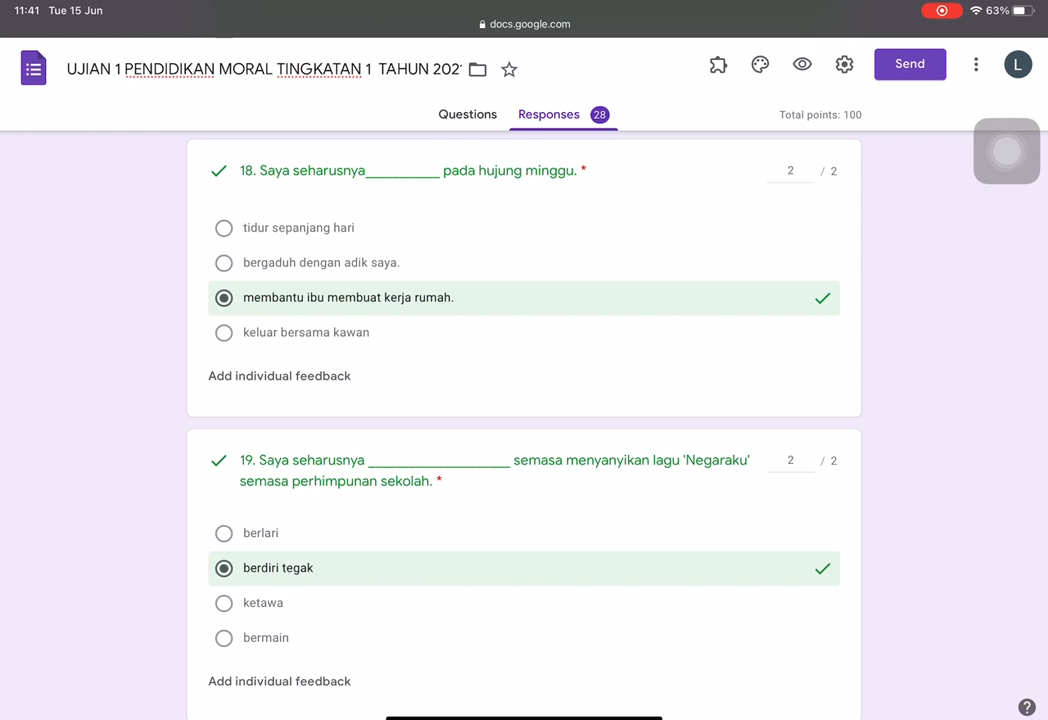 11:41 Tue 15 Jun
63%
docs.google.com
UJIAN 1 PENDIDIKAN MORAL TINGKATAN 1 TAHUN 202
Send
L
Questions
Responses 28
Total points: 100
18. Saya seharusnya__________ pada hujung minggu. *
2 / 2
tidur sepanjang hari
bergaduh dengan adik saya.
membantu ibu membuat kerja rumah.
keluar bersama kawan
Add individual feedback
19. Saya seharusnya ___________________ semasa menyanyikan lagu 'Negaraku'
semasa perhimpunan sekolah. *
2 / 2
berlari
berdiri tegak
ketawa
bermain
Add individual feedback
?